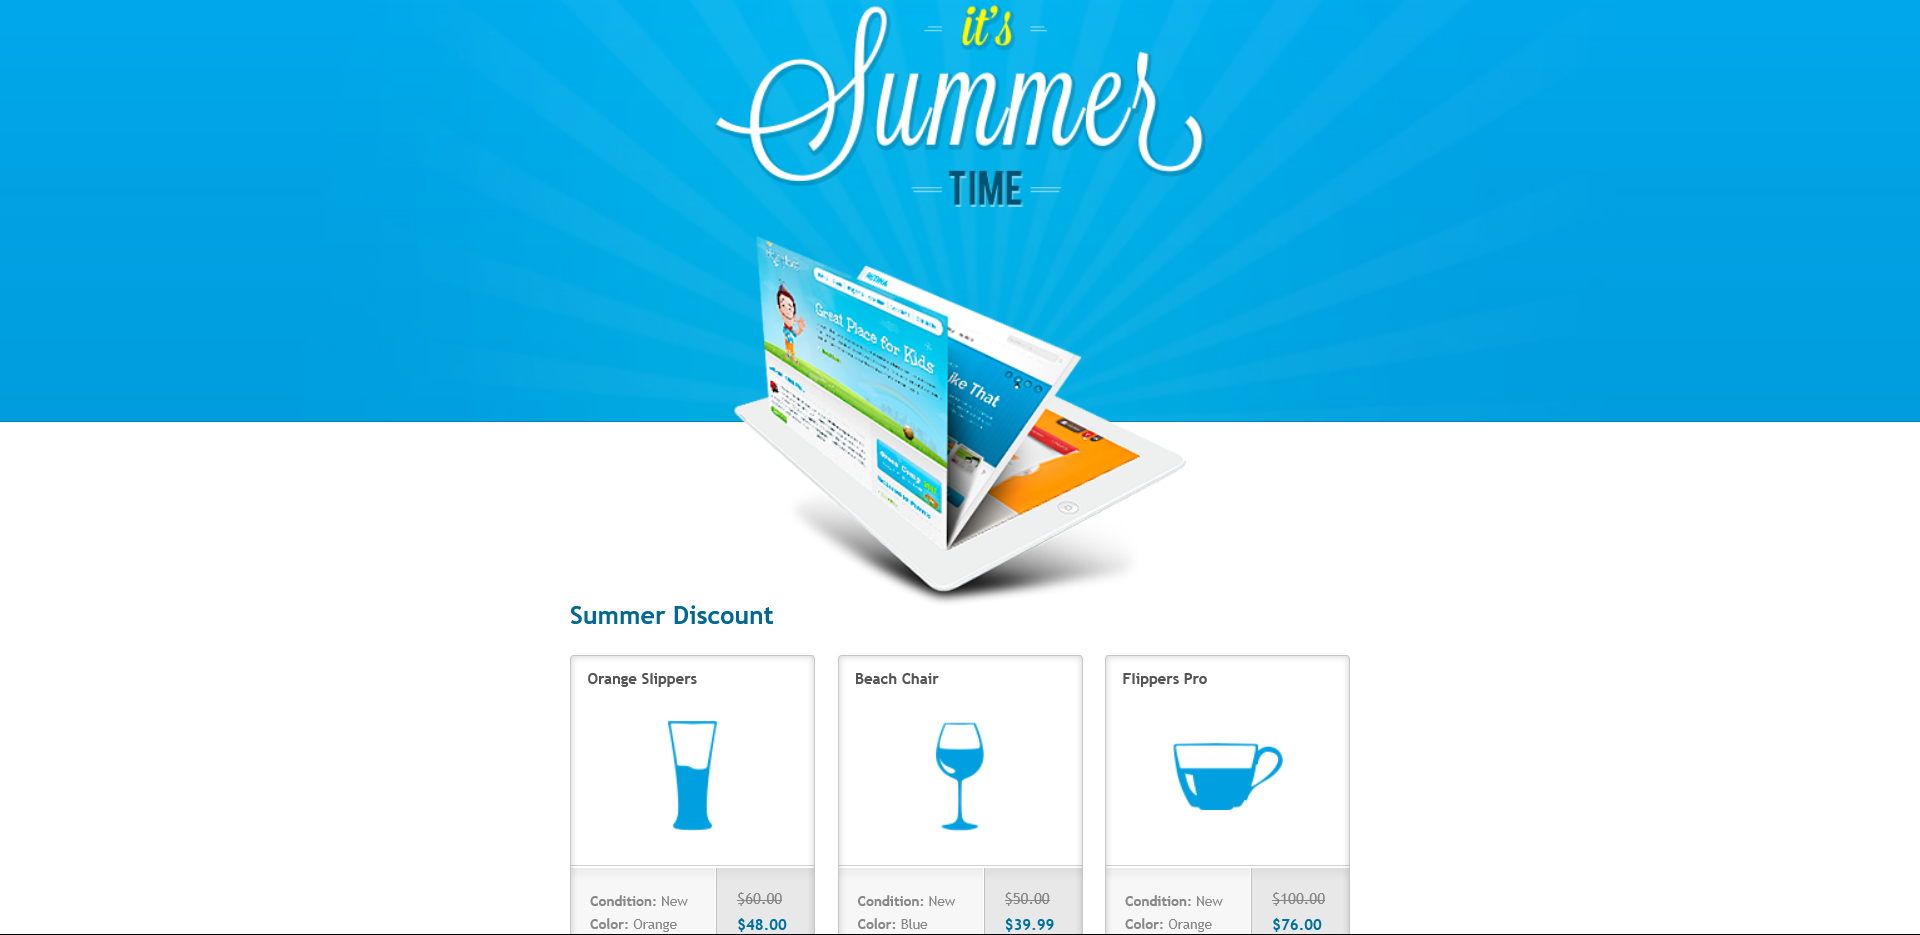 it's
Summer
TIME
Great Place for Kids
ike That
Summer Discount
Orange Slippers
Beach Chair
Flippers Pro
Condition: New
Color: Orange
$60.00
$48.00
Condition: New
Color: Blue
$50.00
$39.99
Condition: New
Color: Orange
$100.00
$76.00